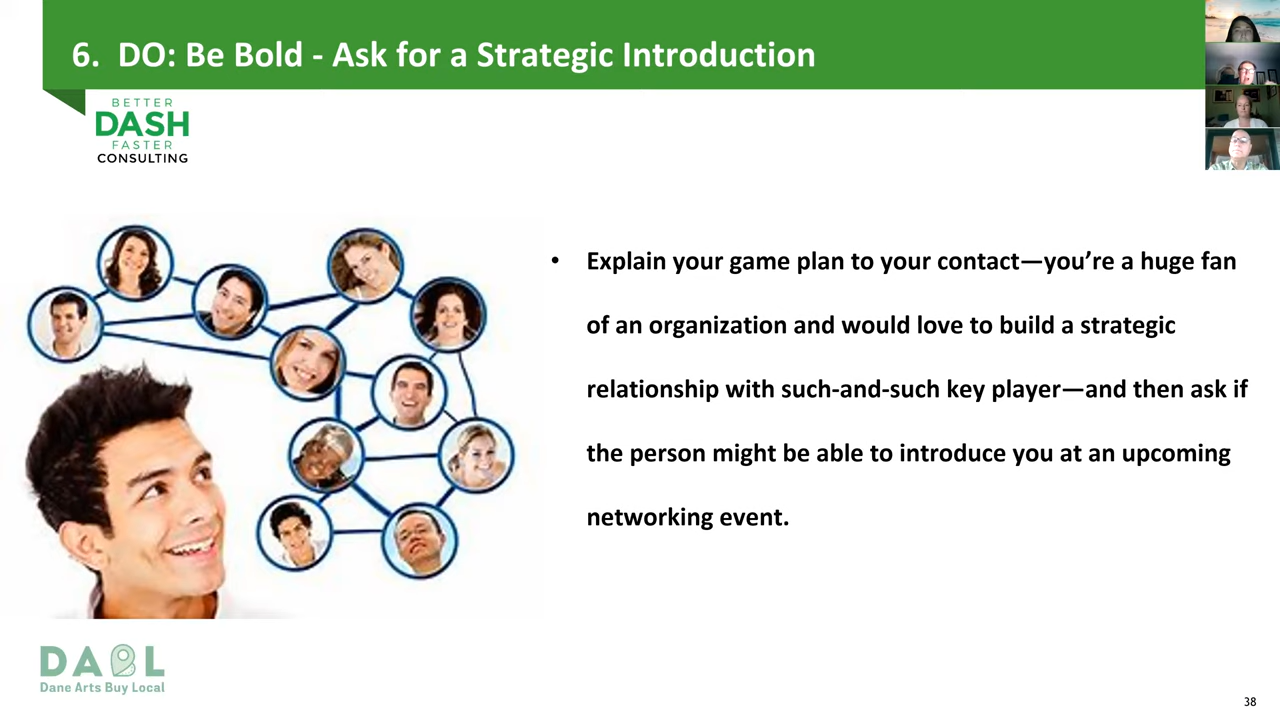 6. DO: Be Bold - Ask for a Strategic Introduction
BETTER
DASH
FASTER
CONSULTING
• Explain your game plan to your contact—you’re a huge fan
of an organization and would love to build a strategic
relationship with such-and-such key player—and then ask if
the person might be able to introduce you at an upcoming
networking event.
DABL
Dane Arts Buy Local
38